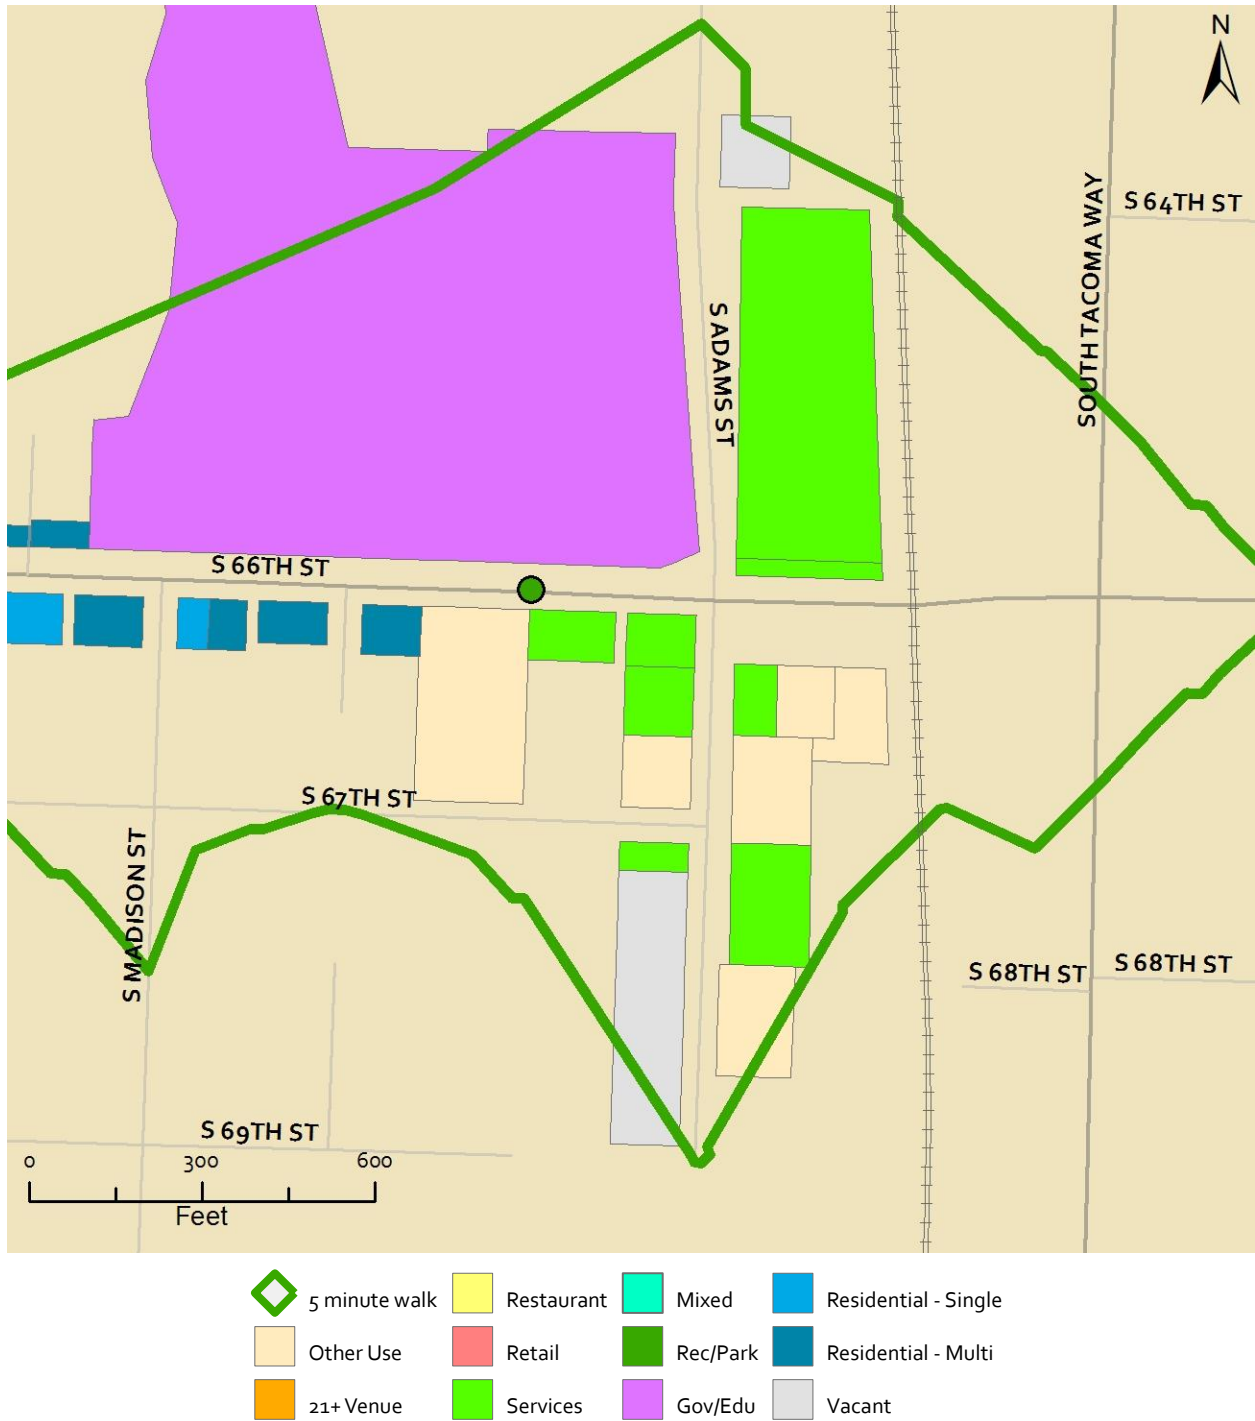 N
S 64TH ST
SOUTH TACOMA WAY
S ADAMS ST
S 66TH ST
S 67TH ST
S MADISON ST
S 68TH ST
S 68TH ST
S 69TH ST
0 300 600
Feet
5 minute walk
Restaurant
Mixed
Residential - Single
Other Use
Retail
Rec/Park
Residential - Multi
21+ Venue
Services
Gov/Edu
Vacant